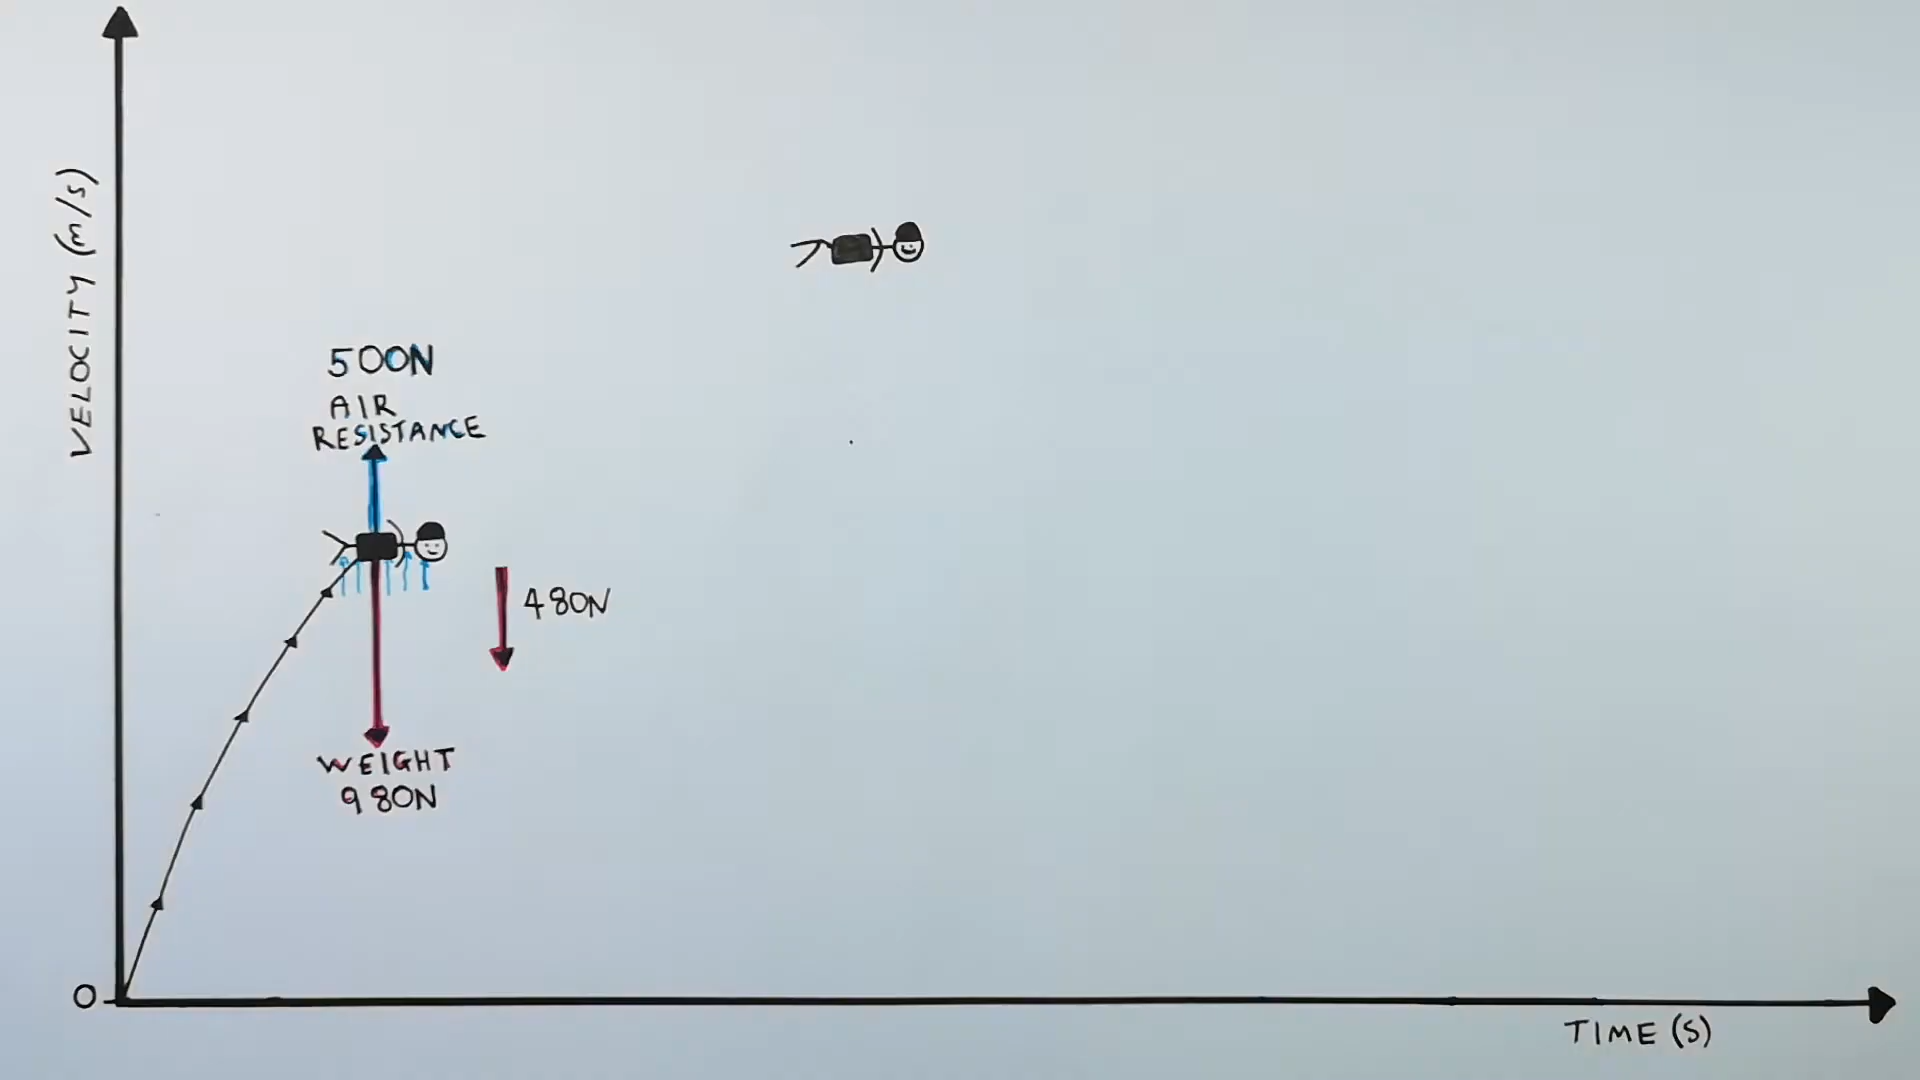 VELOCITY (m/s)
500N
AIR
RESISTANCE
480N
WEIGHT
980N
0
TIME (S)